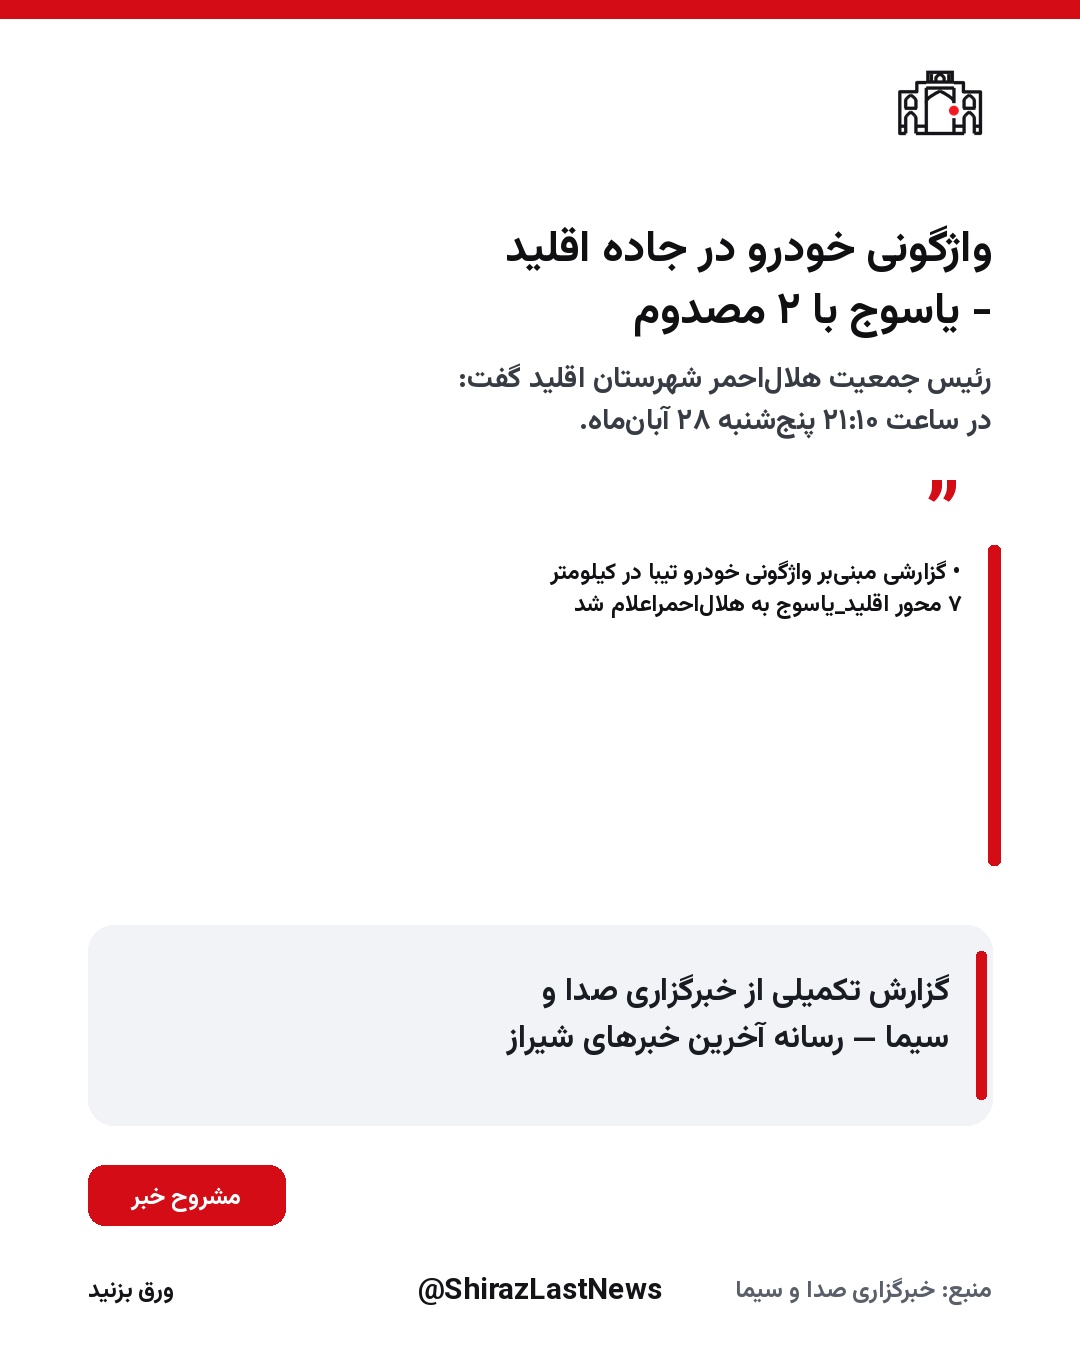 واژگونی خودرو در جاده اقلید
- یاسوج با ۲ مصدوم
رئیس جمعیت هلال‌احمر شهرستان اقلید گفت:
در ساعت ۲۱:۱۰ پنج‌شنبه ۲۸ آبان‌ماه.
”
• گزارشی مبنی‌بر واژگونی خودرو تیبا در کیلومتر
۷ محور اقلید_یاسوج به هلال‌احمراعلام شد
گزارش تکمیلی از خبرگزاری صدا و
سیما — رسانه آخرین خبرهای شیراز
مشروح خبر
منبع: خبرگزاری صدا و سیما
@ShirazLastNews
ورق بزنید